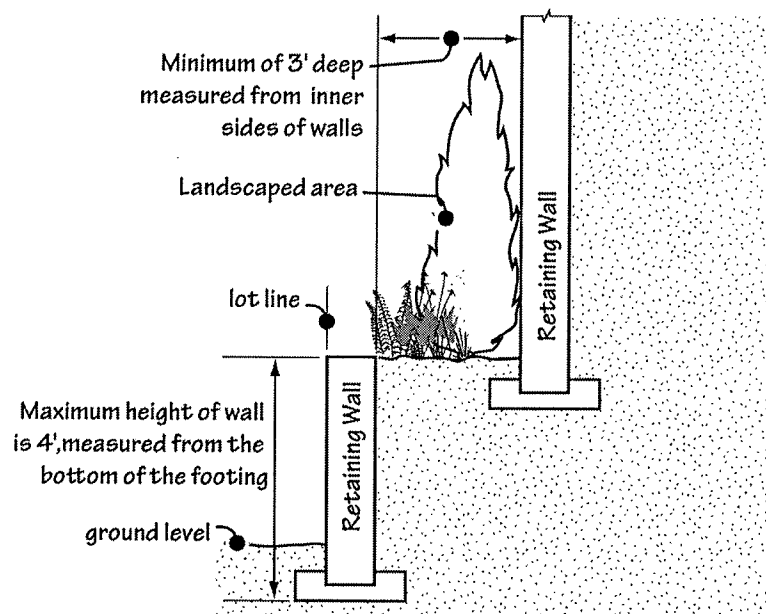 Minimum of 3' deep
measured from inner
sides of walls
Landscaped area
Retaining Wall
lot line
Maximum height of wall
is 4',measured from the
bottom of the footing
Retaining Wall
ground level